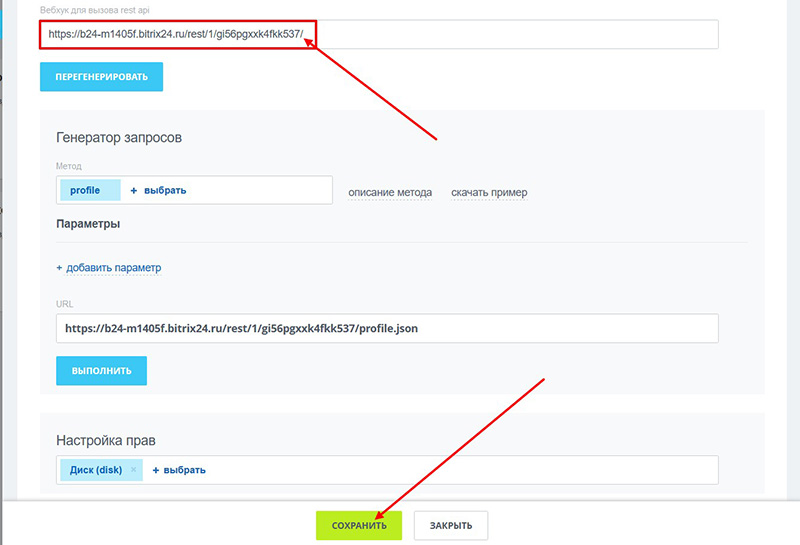 Вебхук для вызова rest api
https://b24-m1405f.bitrix24.ru/rest/1/gi56pgxxk4fkk537/
ПЕРЕГЕНЕРИРОВАТЬ
Генератор запросов
Метод
profile + выбрать описание метода скачать пример
Параметры
+ добавить параметр
URL
https://b24-m1405f.bitrix24.ru/rest/1/gi56pgxxk4fkk537/profile.json
ВЫПОЛНИТЬ
Настройка прав
Диск (disk) × + выбрать
СОХРАНИТЬ ЗАКРЫТЬ